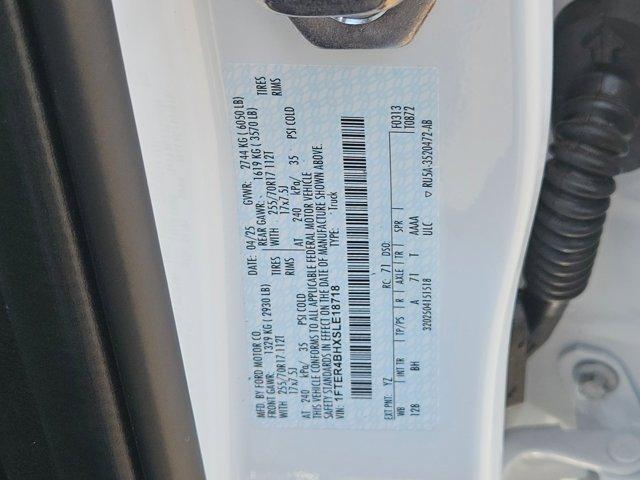 MFD. BY FORD MOTOR CO.
DATE: 04/25 GVWR: 2744 KG ( 6050 LB)
FRONT GAWR: 1329 KG ( 2930 LB) REAR GAWR: 1619 KG ( 3570 LB)
WITH 255/70R17 112T TIRES WITH 255/70R17 112T TIRES
17x7.5J RIMS 17x7.5J RIMS
AT 240 kPa/ 35 PSI COLD AT 240 kPa/ 35 PSI COLD
THIS VEHICLE CONFORMS TO ALL APPLICABLE FEDERAL MOTOR VEHICLE
SAFETY STANDARDS IN EFFECT ON THE DATE OF MANUFACTURE SHOWN ABOVE.
VIN: 1FTER4BHXSLE18718 TYPE: Truck
EXT PNT: YZ RC: 71 DSO: F0313
WB INT TR TP/PS R AXLE TR SPR T0B72
128 BH A 71 T AAAA
320250415151B ULC ▽ RU5A-3520472-AB